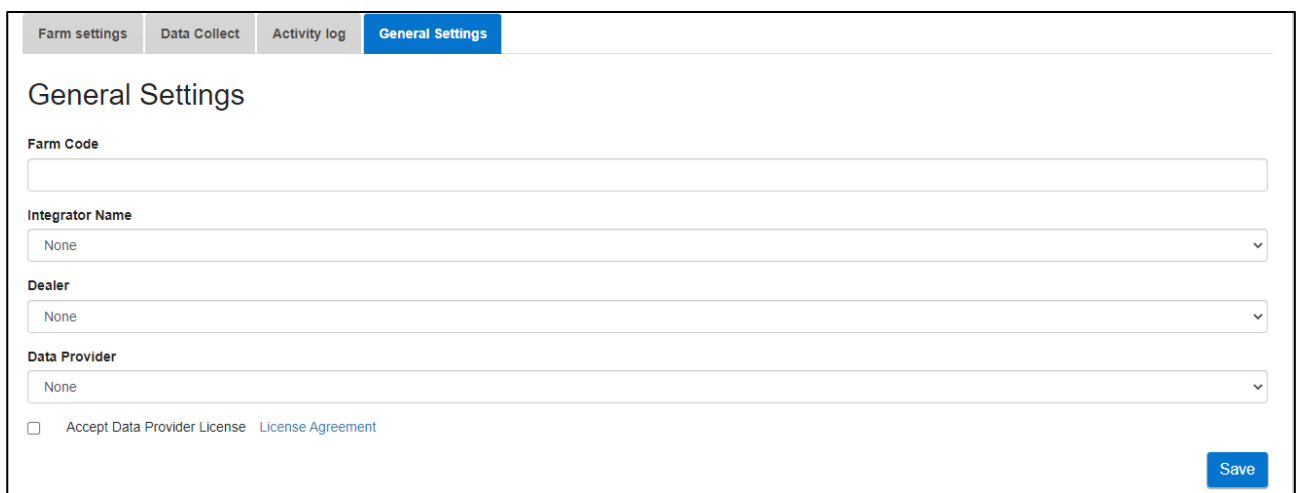 Farm settings Data Collect Activity log General Settings
General Settings
Farm Code
Integrator Name
None
Dealer
None
Data Provider
None
Accept Data Provider License License Agreement
Save